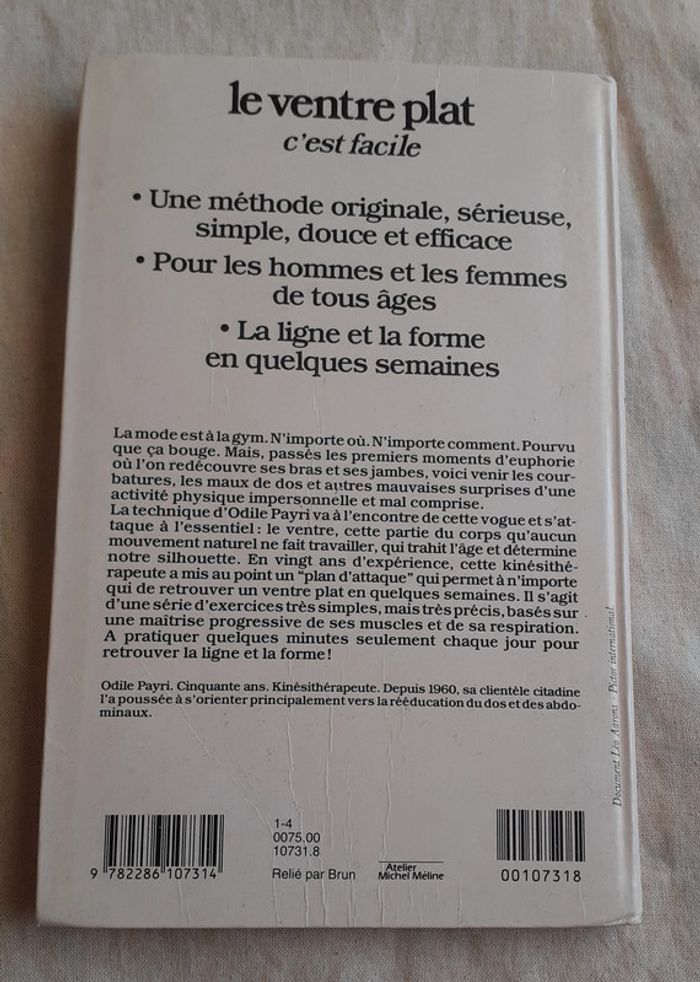 le ventre plat
c'est facile
• Une méthode originale, sérieuse,
simple, douce et efficace
• Pour les hommes et les femmes
de tous âges
• La ligne et la forme
en quelques semaines
La mode est à la gym. N'importe où. N'importe comment. Pourvu
que ça bouge. Mais, passés les premiers moments d'euphorie
où l'on redécouvre ses bras et ses jambes, voici venir les cour-
batures, les maux de dos et autres mauvaises surprises d'une
activité physique impersonnelle et mal comprise.
La technique d'Odile Payri va à l'encontre de cette vogue et s'at-
taque à l'essentiel : le ventre, cette partie du corps qu'aucun
mouvement naturel ne fait travailler, qui trahit l'âge et détermine
notre silhouette. En vingt ans d'expérience, cette kinésithé-
rapeute a mis au point un "plan d'attaque" qui permet à n'importe
qui de retrouver un ventre plat en quelques semaines. Il s'agit
d'une série d'exercices très simples, mais très précis, basés sur
une maîtrise progressive de ses muscles et de sa respiration.
A pratiquer quelques minutes seulement chaque jour pour
retrouver la ligne et la forme !
Odile Payri. Cinquante ans. Kinésithérapeute. Depuis 1960, sa clientèle citadine
l'a poussée à s'orienter principalement vers la rééducation du dos et des abdo-
minaux.
Document Léo Aarons - Pictor international.
9 782286 107314
1-4
0075.00
10731.8
Relié par Brun
Atelier
Michel Méline
00107318